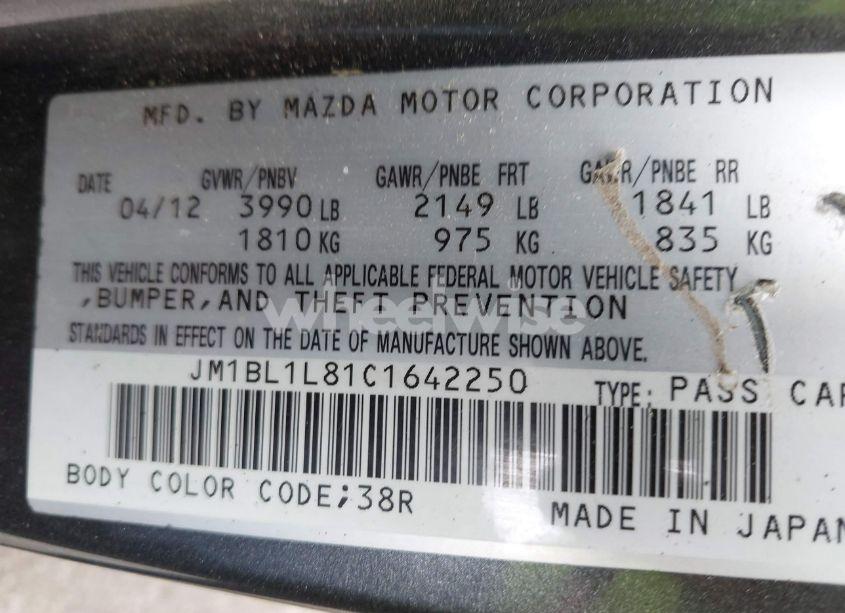 MFD. BY MAZDA MOTOR CORPORATION
DATE GVWR/PNBV GAWR/PNBE FRT GAWR/PNBE RR
04/12 3990 LB 2149 LB 1841 LB
1810 KG 975 KG 835 KG
THIS VEHICLE CONFORMS TO ALL APPLICABLE FEDERAL MOTOR VEHICLE SAFETY
,BUMPER,AND THEFT PREVENTION
wheelwise
STANDARDS IN EFFECT ON THE DATE OF MANUFACTURE SHOWN ABOVE.
JM1BL1L81C1642250 TYPE: PASS CAR
BODY COLOR CODE;38R
MADE IN JAPAN